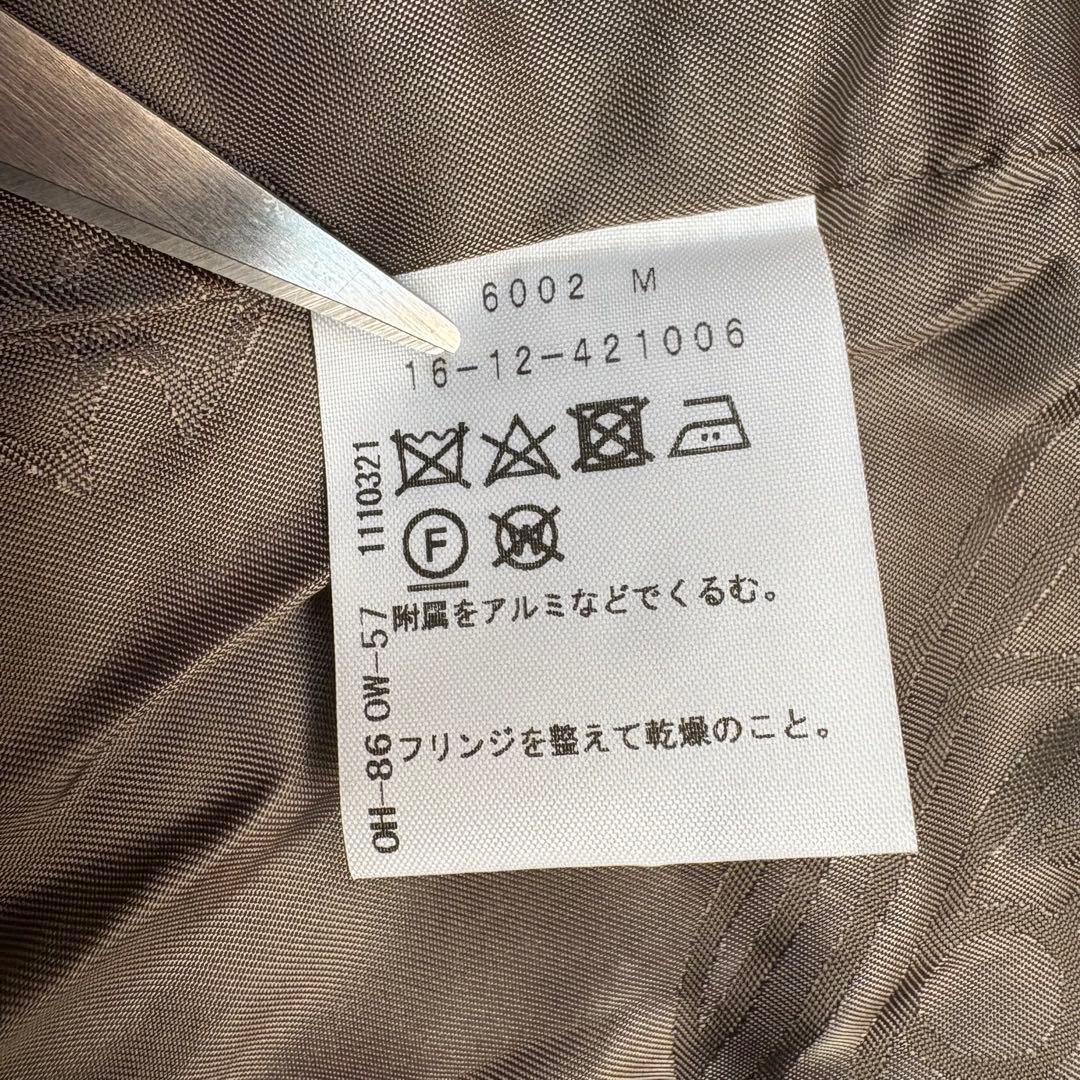 6002 M
16-12-421006
F W
附属をアルミなどでくるむ。
フリンジを整えて乾燥のこと。
OH-86 OW-57 1110321